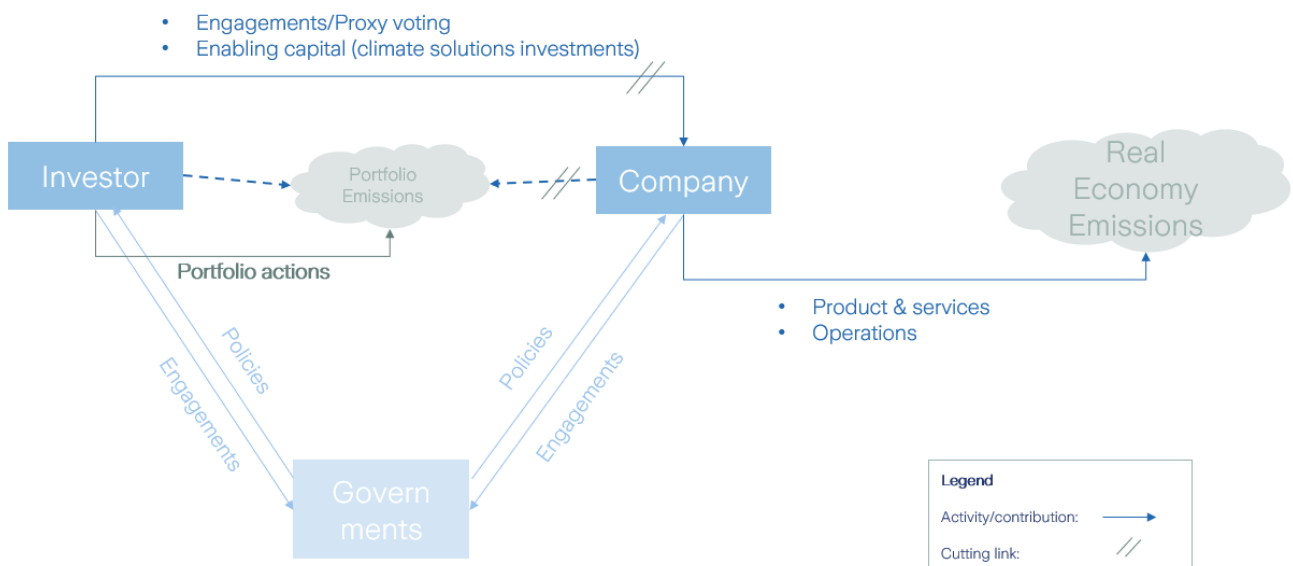 • Engagements/Proxy voting
• Enabling capital (climate solutions investments)
Investor
Portfolio
Emissions
Company
Real
Economy
Emissions
Portfolio actions
• Product & services
• Operations
Policies
Engagements
Policies
Engagements
Govern
ments
Legend
Activity/contribution:
Cutting link: